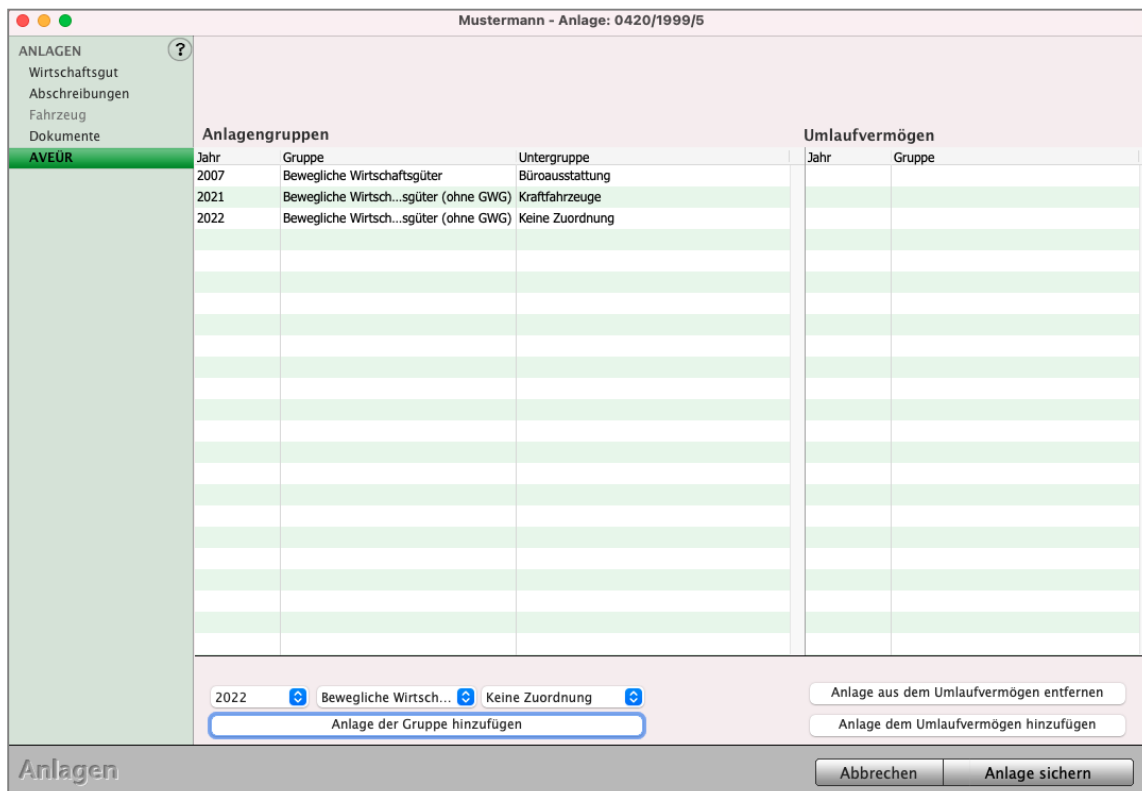 Mustermann - Anlage: 0420/1999/5
ANLAGEN ?
Wirtschaftsgut
Abschreibungen
Fahrzeug
Dokumente
AVEÜR
Anlagengruppen
Jahr Gruppe Untergruppe
2007 Bewegliche Wirtschaftsgüter Büroausstattung
2021 Bewegliche Wirtsch...sgüter (ohne GWG) Kraftfahrzeuge
2022 Bewegliche Wirtsch...sgüter (ohne GWG) Keine Zuordnung
Umlaufvermögen
Jahr Gruppe
2022 Bewegliche Wirtsch... Keine Zuordnung
Anlage der Gruppe hinzufügen
Anlage aus dem Umlaufvermögen entfernen
Anlage dem Umlaufvermögen hinzufügen
Anlagen
Abbrechen Anlage sichern